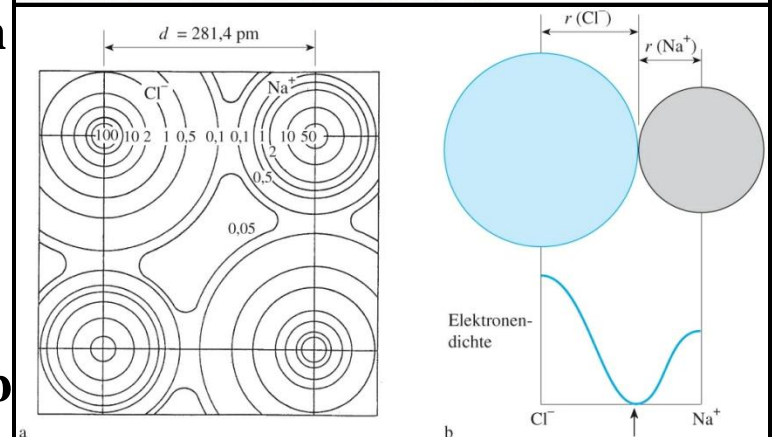 d = 281,4 pm
Cl⁻
Na⁺
100 10 2 1 0,5 0,1 0,1 1 10 50
2
0,5
0,05
a
r (Cl⁻)
r (Na⁺)
Elektronen-
dichte
Cl⁻
Na⁺
b